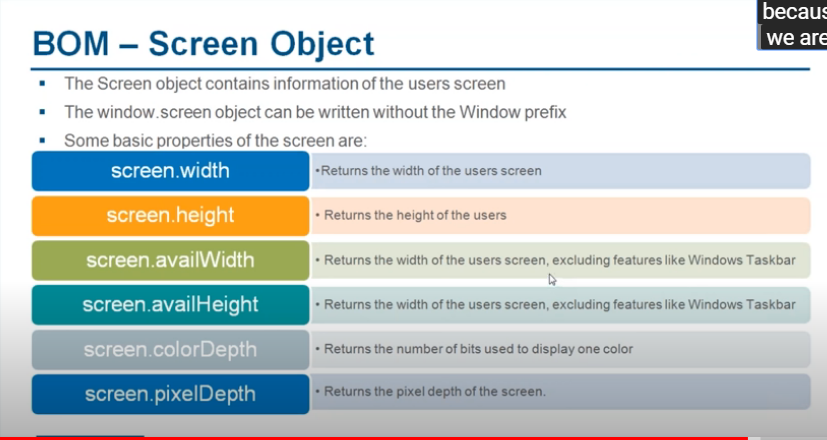 becaus
we are
BOM – Screen Object
▪ The Screen object contains information of the users screen
▪ The window.screen object can be written without the Window prefix
▪ Some basic properties of the screen are:
screen.width •Returns the width of the users screen
screen.height • Returns the height of the users
screen.availWidth • Returns the width of the users screen, excluding features like Windows Taskbar
screen.availHeight • Returns the width of the users screen, excluding features like Windows Taskbar
screen.colorDepth • Returns the number of bits used to display one color
screen.pixelDepth • Returns the pixel depth of the screen.